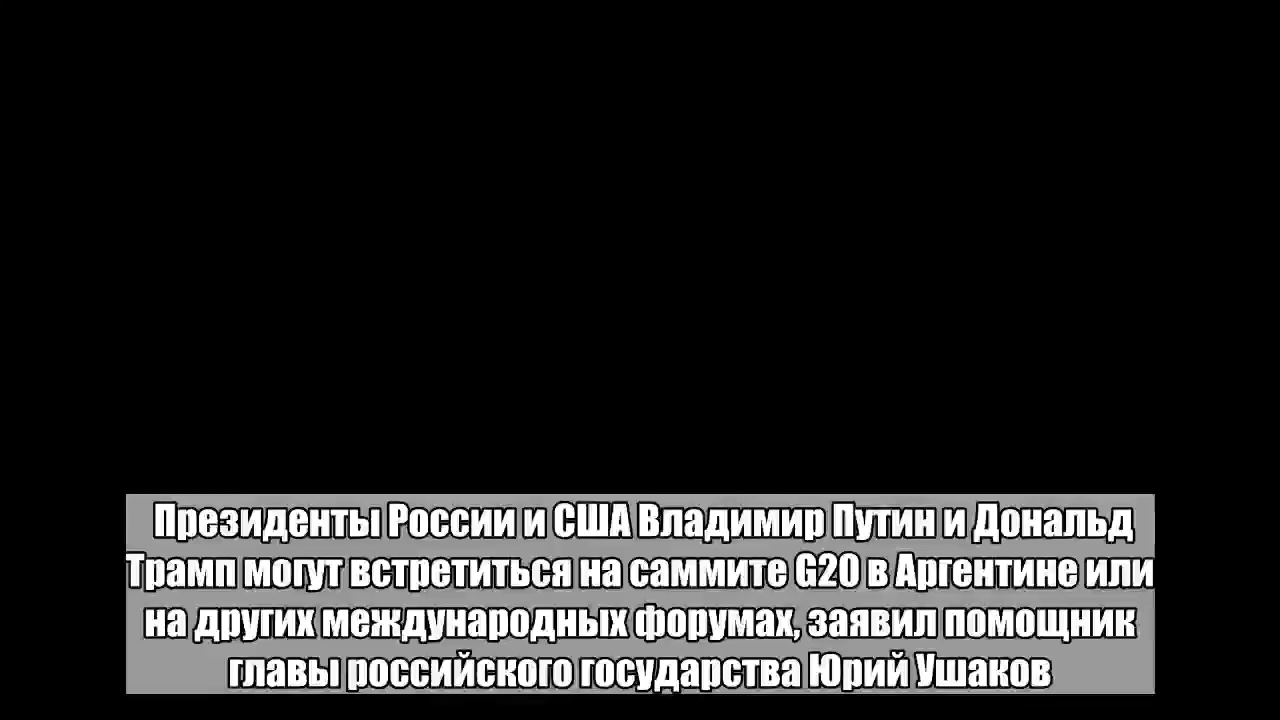 Президенты России и США Владимир Путин и Дональд
Трамп могут встретиться на саммите G20 в Аргентине или
на других международных форумах, заявил помощник
главы российского государства Юрий Ушаков